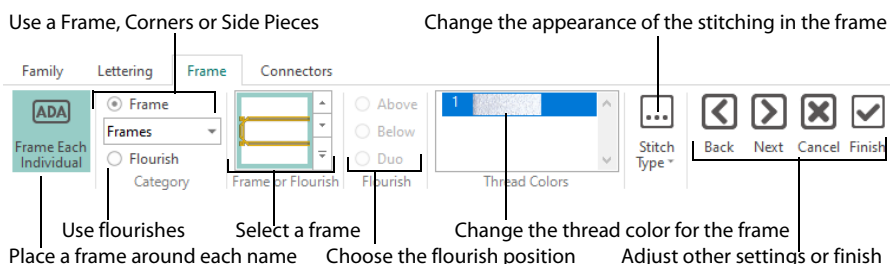 Use a Frame, Corners or Side Pieces Change the appearance of the stitching in the frame
Family Lettering Frame Connectors
ADA Frame Above 1
Frames Below
Frame Each Individual Flourish Duo Stitch Type Back Next Cancel Finish
Category Frame or Flourish Flourish Thread Colors
Use flourishes Select a frame Change the thread color for the frame
Place a frame around each name Choose the flourish position Adjust other settings or finish